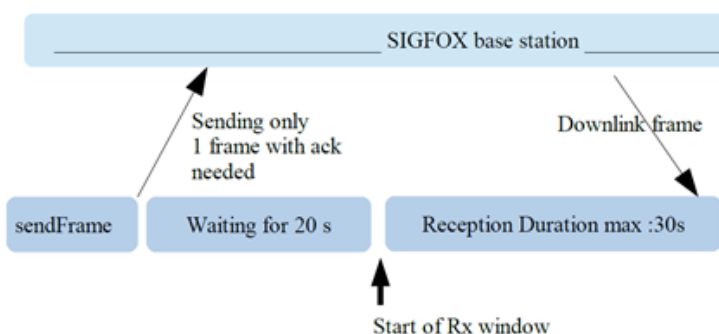 SIGFOX base station
Sending only
1 frame with ack
needed
Downlink frame
sendFrame
Waiting for 20 s
Reception Duration max :30s
Start of Rx window